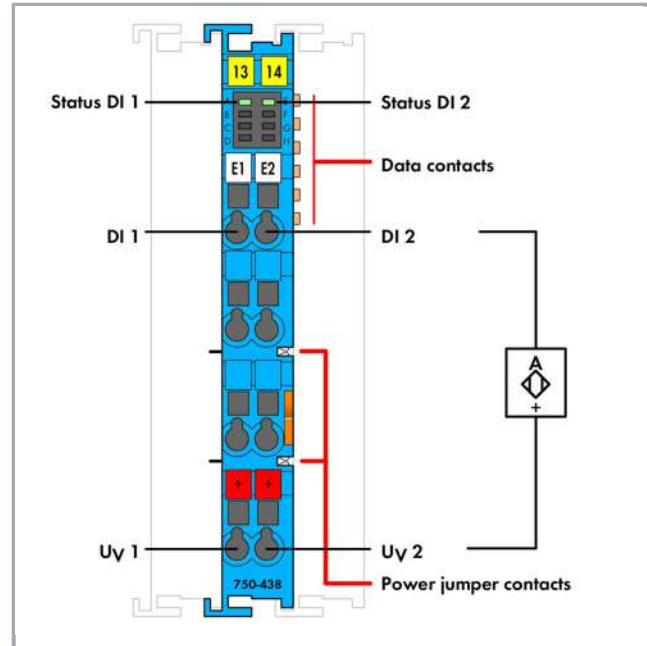 13 14
Status DI 1
Status DI 2
A E
B F
C G
D H
Data contacts
E1 E2
DI 1
DI 2
A
+
+ +
UV 1
UV 2
750-438
Power jumper contacts